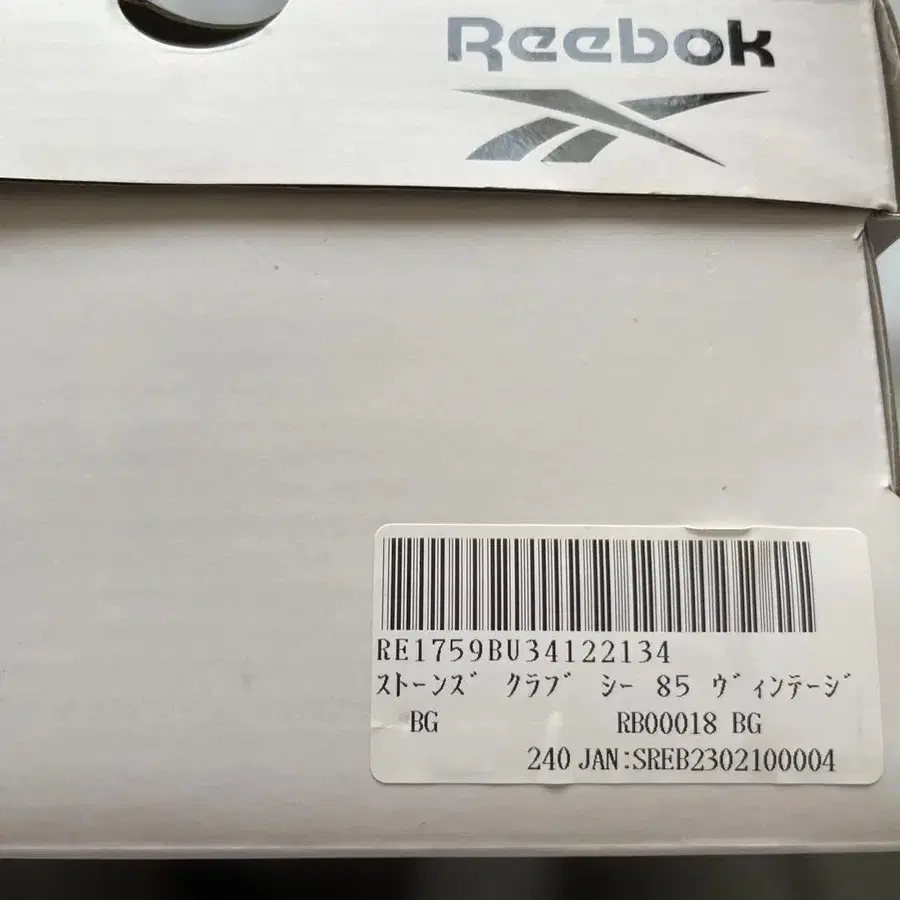 Reebok
RE1759BU34122134
ｽﾄｰﾝｽﾞ ｸﾗﾌﾞ ｼｰ 85 ｳﾞｨﾝﾃｰｼﾞ
BG RB00018 BG
240 JAN:SREB2302100004